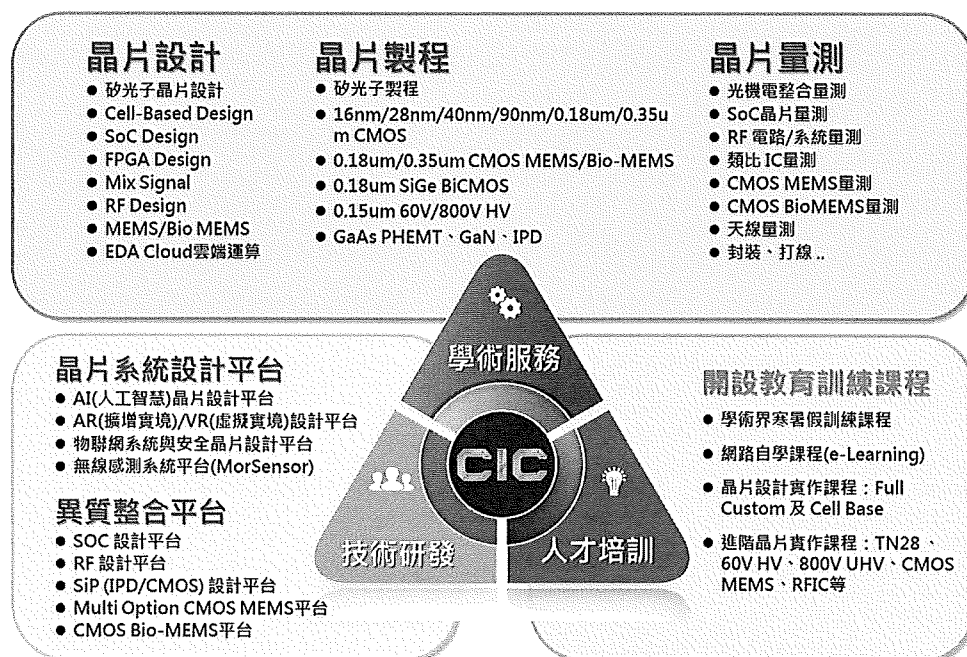 晶片設計
● 矽光子晶片設計
● Cell-Based Design
● SoC Design
● FPGA Design
● Mix Signal
● RF Design
● MEMS/Bio MEMS
● EDA Cloud雲端運算
晶片製程
● 矽光子製程
● 16nm/28nm/40nm/90nm/0.18um/0.35u
m CMOS
● 0.18um/0.35um CMOS MEMS/Bio-MEMS
● 0.18um SiGe BiCMOS
● 0.15um 60V/800V HV
● GaAs PHEMT、GaN、IPD
晶片量測
● 光機電整合量測
● SoC晶片量測
● RF 電路/系統量測
● 類比 IC量測
● CMOS MEMS量測
● CMOS BioMEMS量測
● 天線量測
● 封裝、打線..
學術服務
CIC
技術研發
人才培訓
晶片系統設計平台
● AI(人工智慧)晶片設計平台
● AR(擴增實境)/VR(虛擬實境)設計平台
● 物聯網系統與安全晶片設計平台
● 無線感測系統平台(MorSensor)
異質整合平台
● SOC 設計平台
● RF 設計平台
● SiP (IPD/CMOS) 設計平台
● Multi Option CMOS MEMS平台
● CMOS Bio-MEMS平台
開設教育訓練課程
● 學術界寒暑假訓練課程
● 網路自學課程(e-Learning)
● 晶片設計實作課程：Full
Custom 及 Cell Base
● 進階晶片實作課程：TN28、
60V HV、800V UHV、CMOS
MEMS、RFIC等